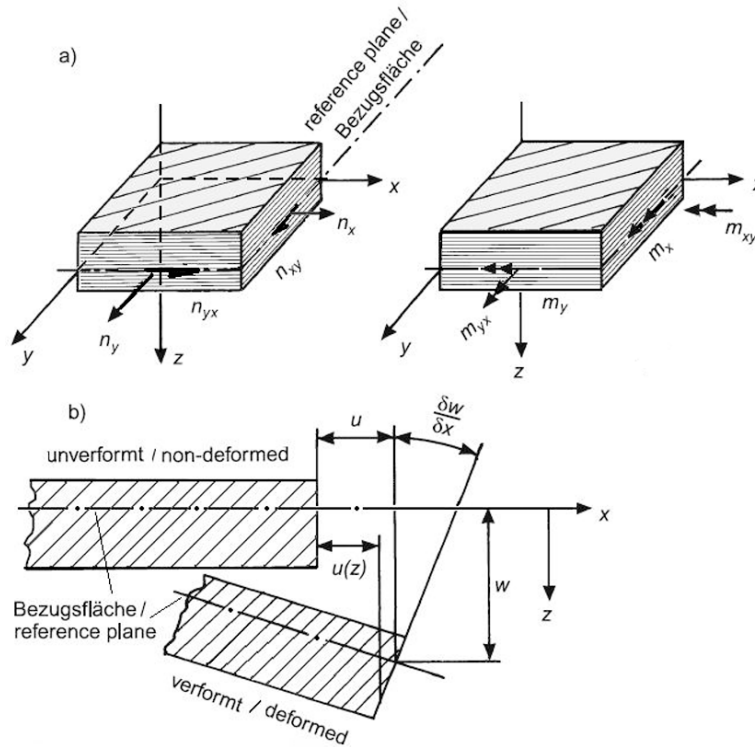 a)
reference plane /
Bezugsfläche
x
n_x
n_xy
n_yx
n_y
y
z
m_xy
m_x
m_y
m_yx
y
z
b)
u
δw
δx
unverformt / non-deformed
x
u(z)
w
z
Bezugsfläche /
reference plane
verformt / deformed